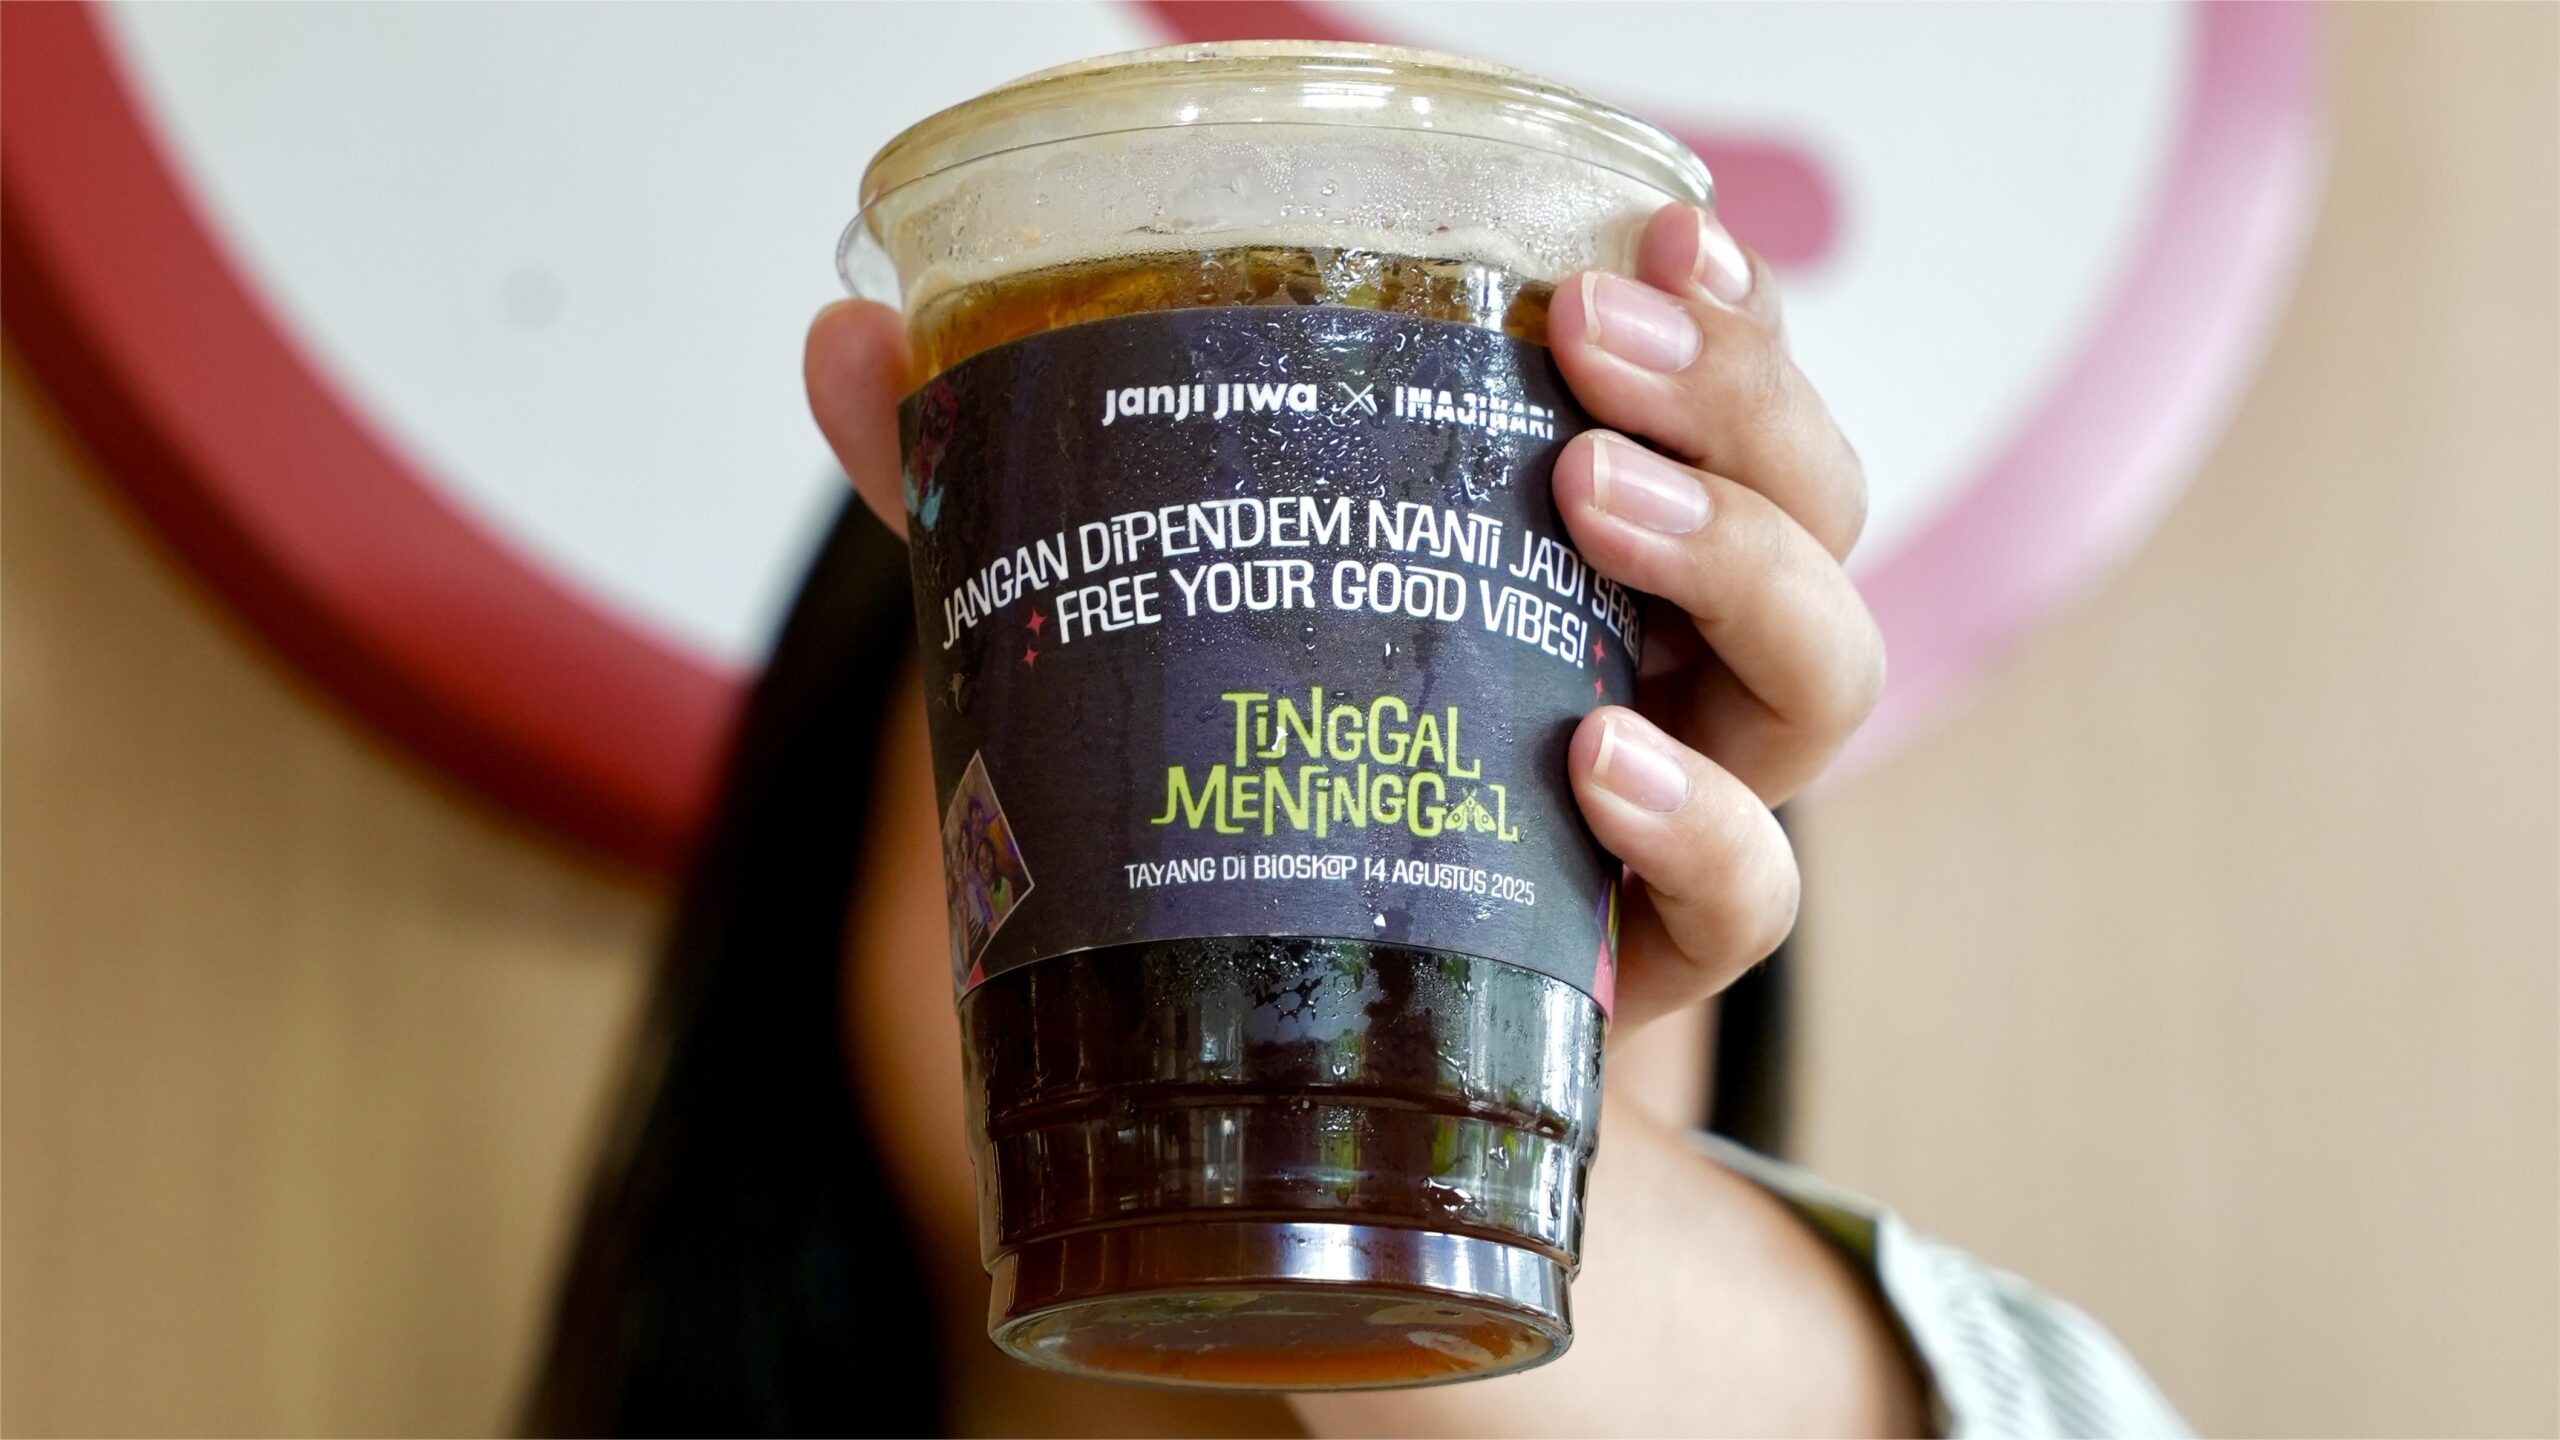 Janji Jiwa × IMAJINARI
JANGAN DIPENDEM NANTI JADI
FREE YOUR GOOD VIBES!
TINGGAL
MENINGGAL
TAYANG DI BIOSKOP 14 AGUSTUS 2025